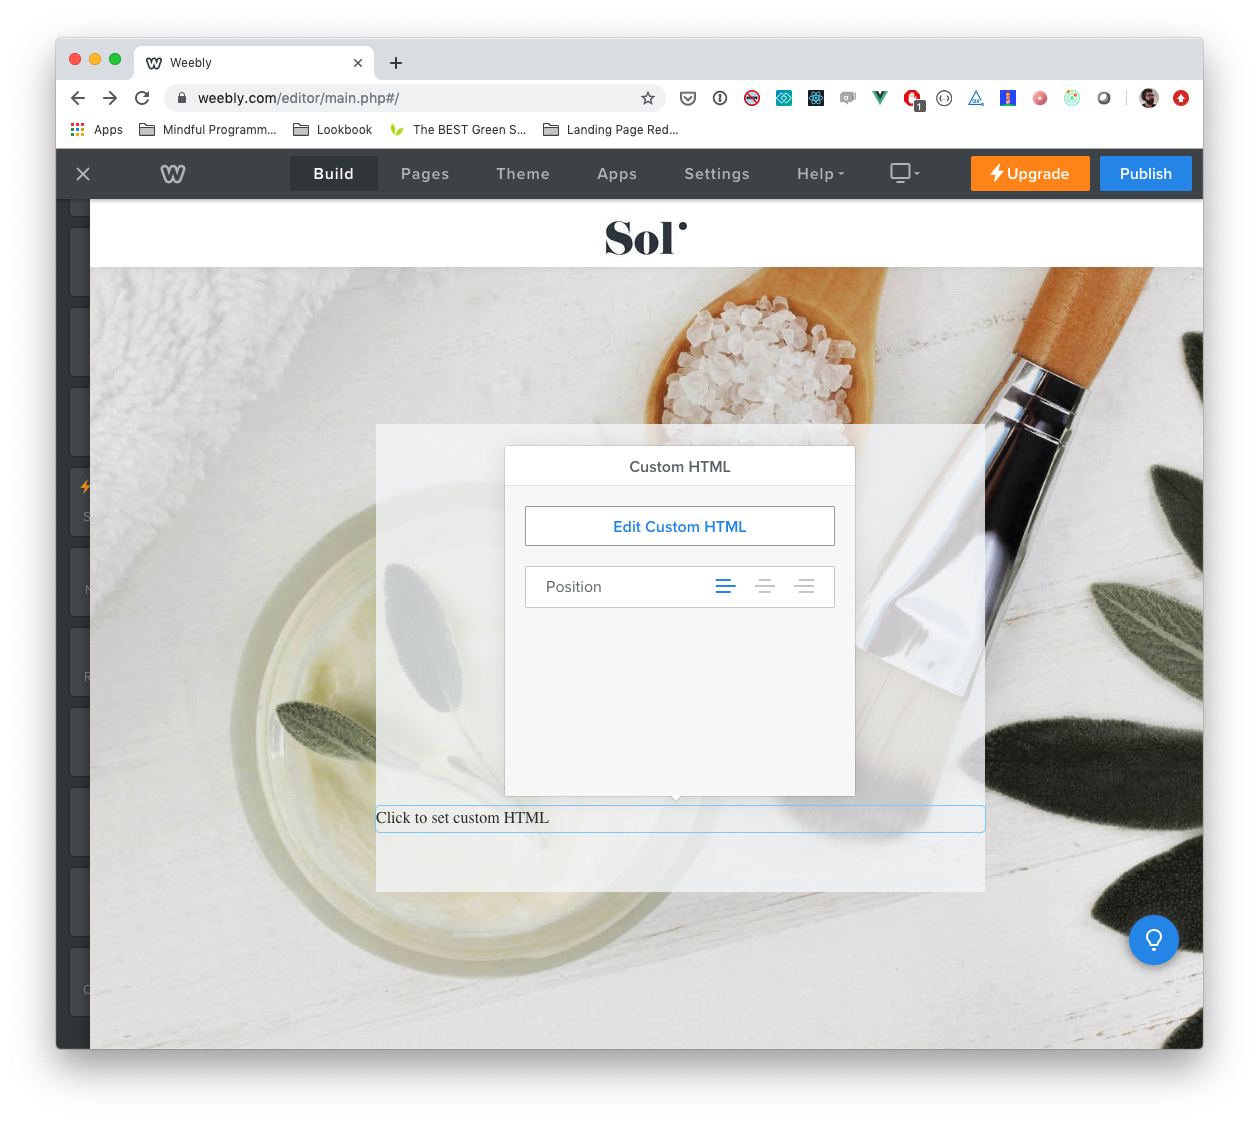 Weebly
weebly.com/editor/main.php#/
1
Apps
Mindful Programm...
Lookbook
The BEST Green S...
Landing Page Red...
Build
Pages
Theme
Apps
Settings
Help
Upgrade
Publish
Sol
Custom HTML
Edit Custom HTML
Position
Click to set custom HTML